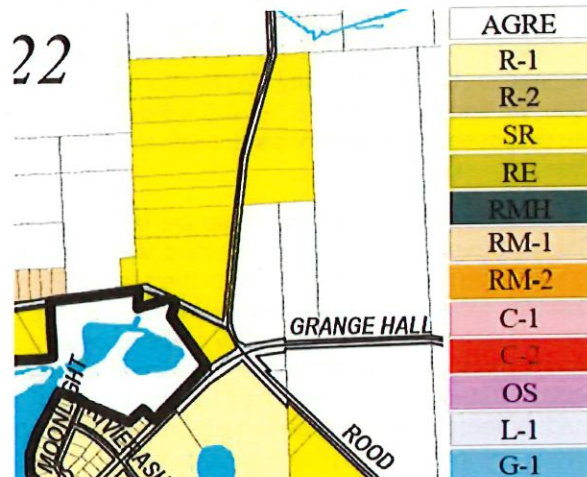 22
GRANGE HALL
ROOD
MOONLIGHT
AGRE
R-1
R-2
SR
RE
RMH
RM-1
RM-2
C-1
C-2
OS
L-1
G-1